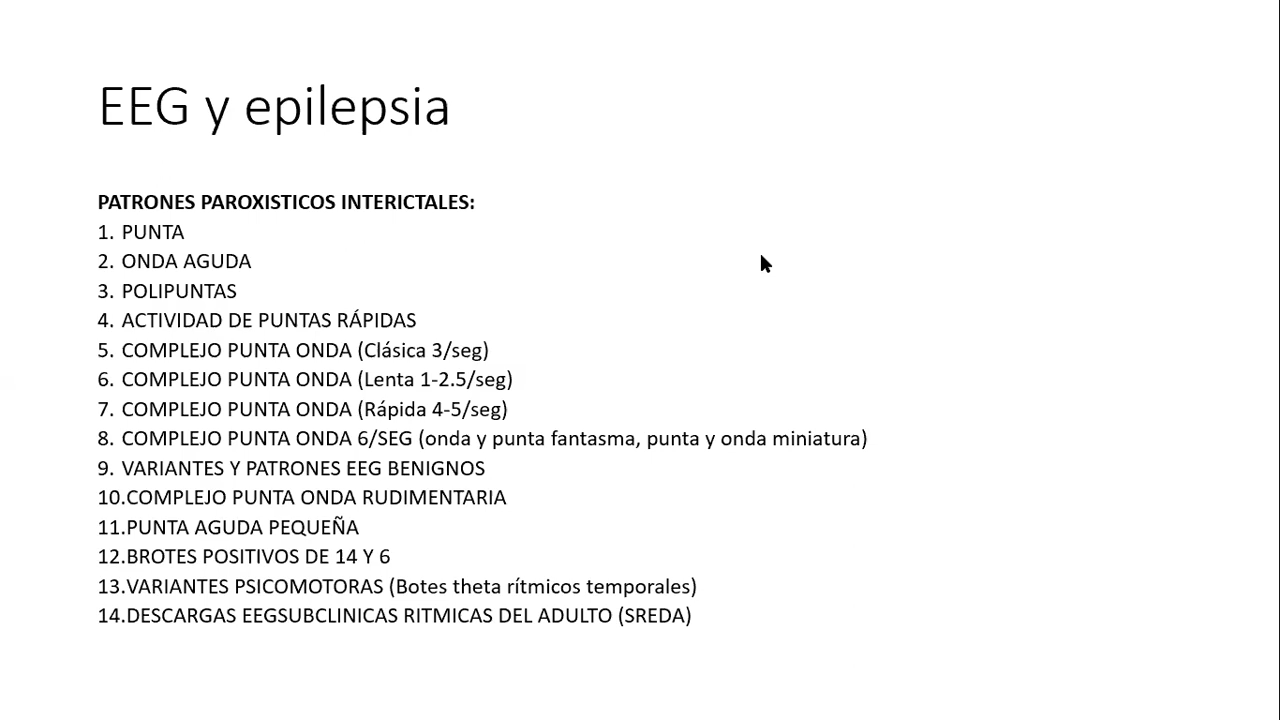 EEG y epilepsia
PATRONES PAROXISTICOS INTERICTALES:
1. PUNTA
2. ONDA AGUDA
3. POLIPUNTAS
4. ACTIVIDAD DE PUNTAS RÁPIDAS
5. COMPLEJO PUNTA ONDA (Clásica 3/seg)
6. COMPLEJO PUNTA ONDA (Lenta 1-2.5/seg)
7. COMPLEJO PUNTA ONDA (Rápida 4-5/seg)
8. COMPLEJO PUNTA ONDA 6/SEG (onda y punta fantasma, punta y onda miniatura)
9. VARIANTES Y PATRONES EEG BENIGNOS
10.COMPLEJO PUNTA ONDA RUDIMENTARIA
11.PUNTA AGUDA PEQUEÑA
12.BROTES POSITIVOS DE 14 Y 6
13.VARIANTES PSICOMOTORAS (Botes theta rítmicos temporales)
14.DESCARGAS EEGSUBCLINICAS RITMICAS DEL ADULTO (SREDA)